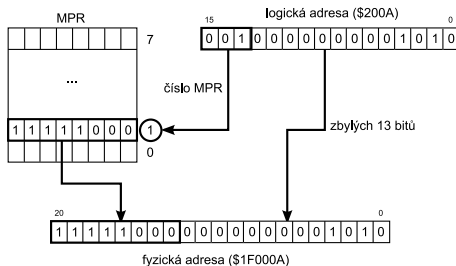 MPR
logická adresa ($200A)
15
0
7
0 0 1 0 0 0 0 0 0 0 0 0 1 0 1 0
...
číslo MPR
1 1 1 1 1 0 0 0
1
zbylých 13 bitů
0
20
0
1 1 1 1 1 0 0 0 0 0 0 0 0 0 0 0 0 1 0 1 0
fyzická adresa ($1F000A)